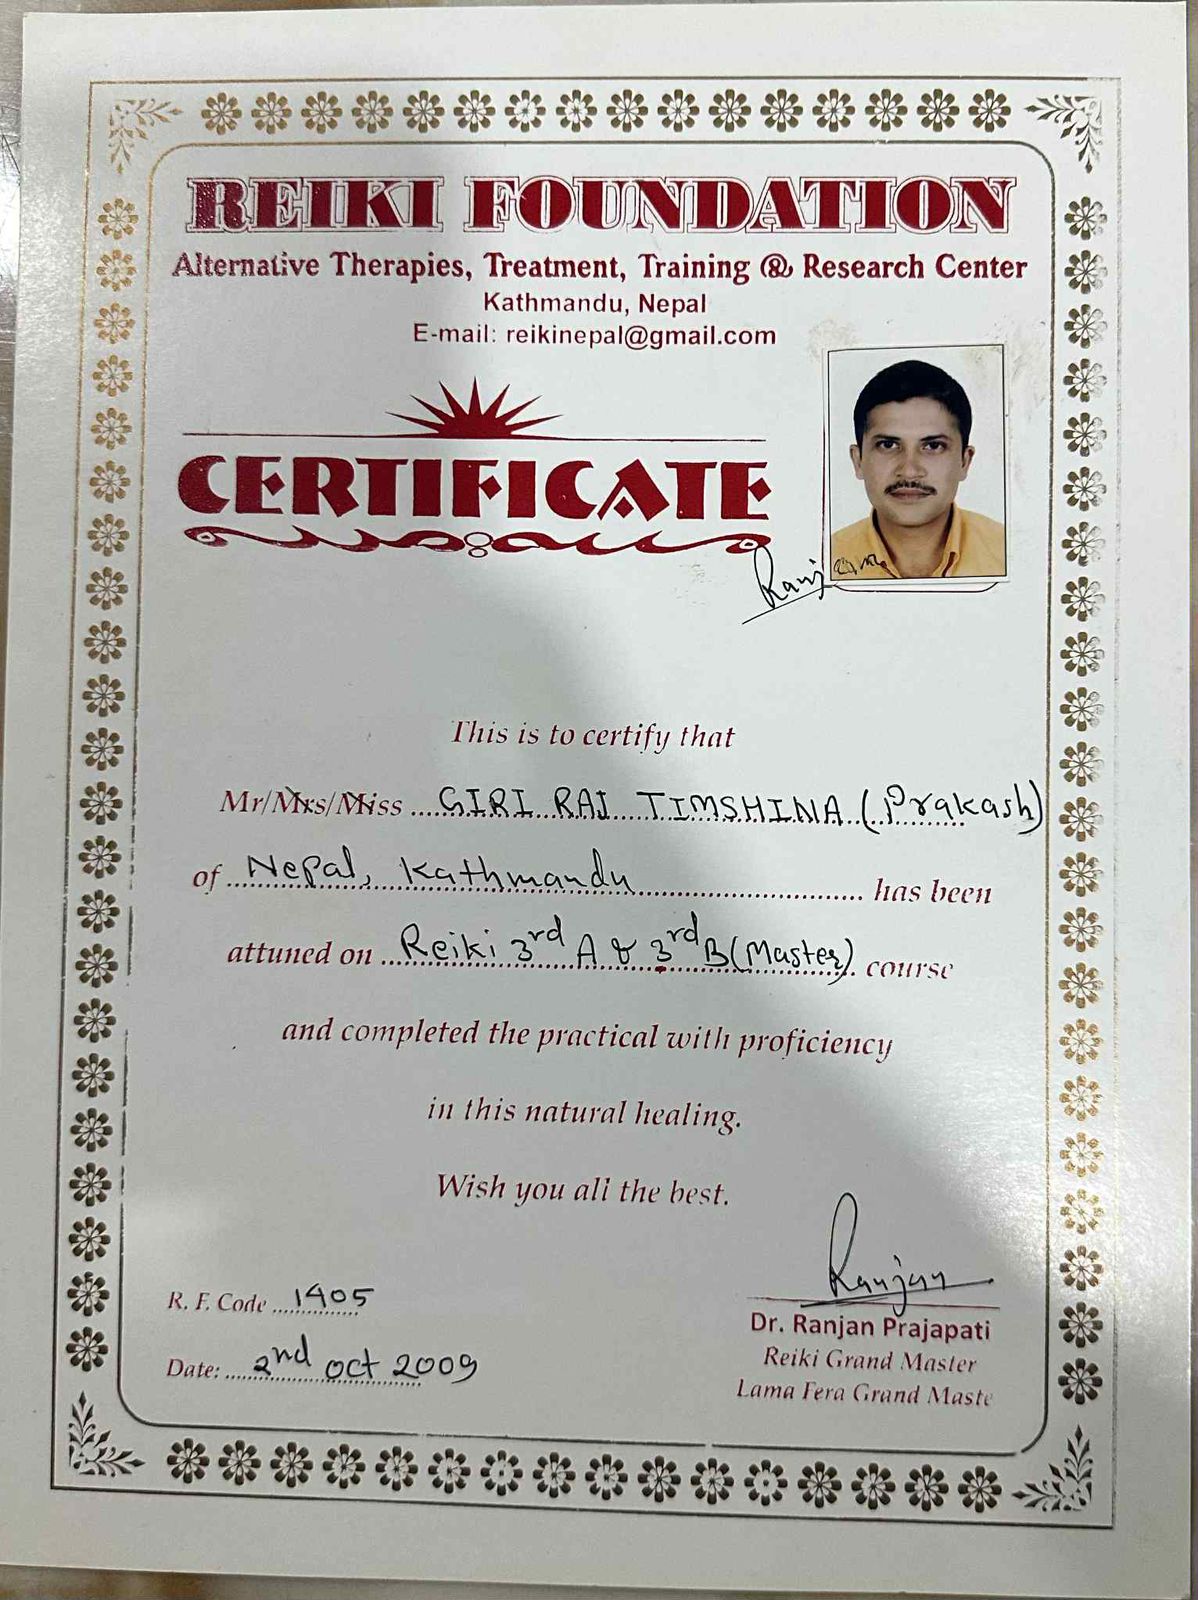 REIKI FOUNDATION
Alternative Therapies, Treatment, Training & Research Center
Kathmandu, Nepal
E-mail: reikinepal@gmail.com
CERTIFICATE
This is to certify that
Mr/Mrs/Miss GIRI RAJ TIMSHINA (Prakash)
of Nepal, Kathmandu has been
attuned on Reiki 3rd A & 3rd B (Master) course
and completed the practical with proficiency
in this natural healing.
Wish you all the best.
Ranjan
R. F. Code 1405
Dr. Ranjan Prajapati
Reiki Grand Master
Date: 2nd Oct 2009
Lama Fera Grand Maste